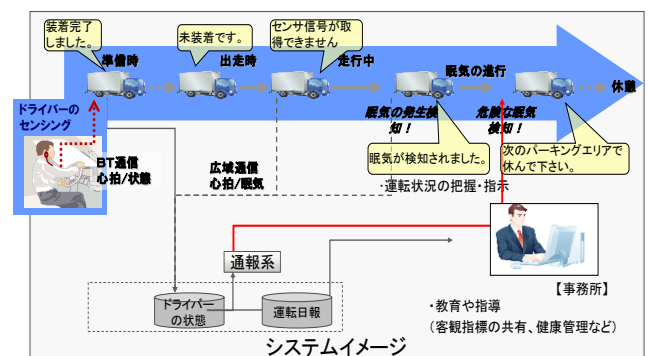 装着完了
しました。
未装着です。
センサ信号が取
得できません
準備時
出走時
走行中
眠気の進行
休憩
ドライバーの
センシング
眠気の発生検
知！
危険な眠気
検知！
BT通信
心拍/状態
広域通信
心拍/眠気
眠気が検知されました。
次のパーキングエリアで
休んで下さい。
・運転状況の把握・指示
通報系
【事務所】
ドライバー
の状態
運転日報
・教育や指導
（客観指標の共有、健康管理など）
システムイメージ